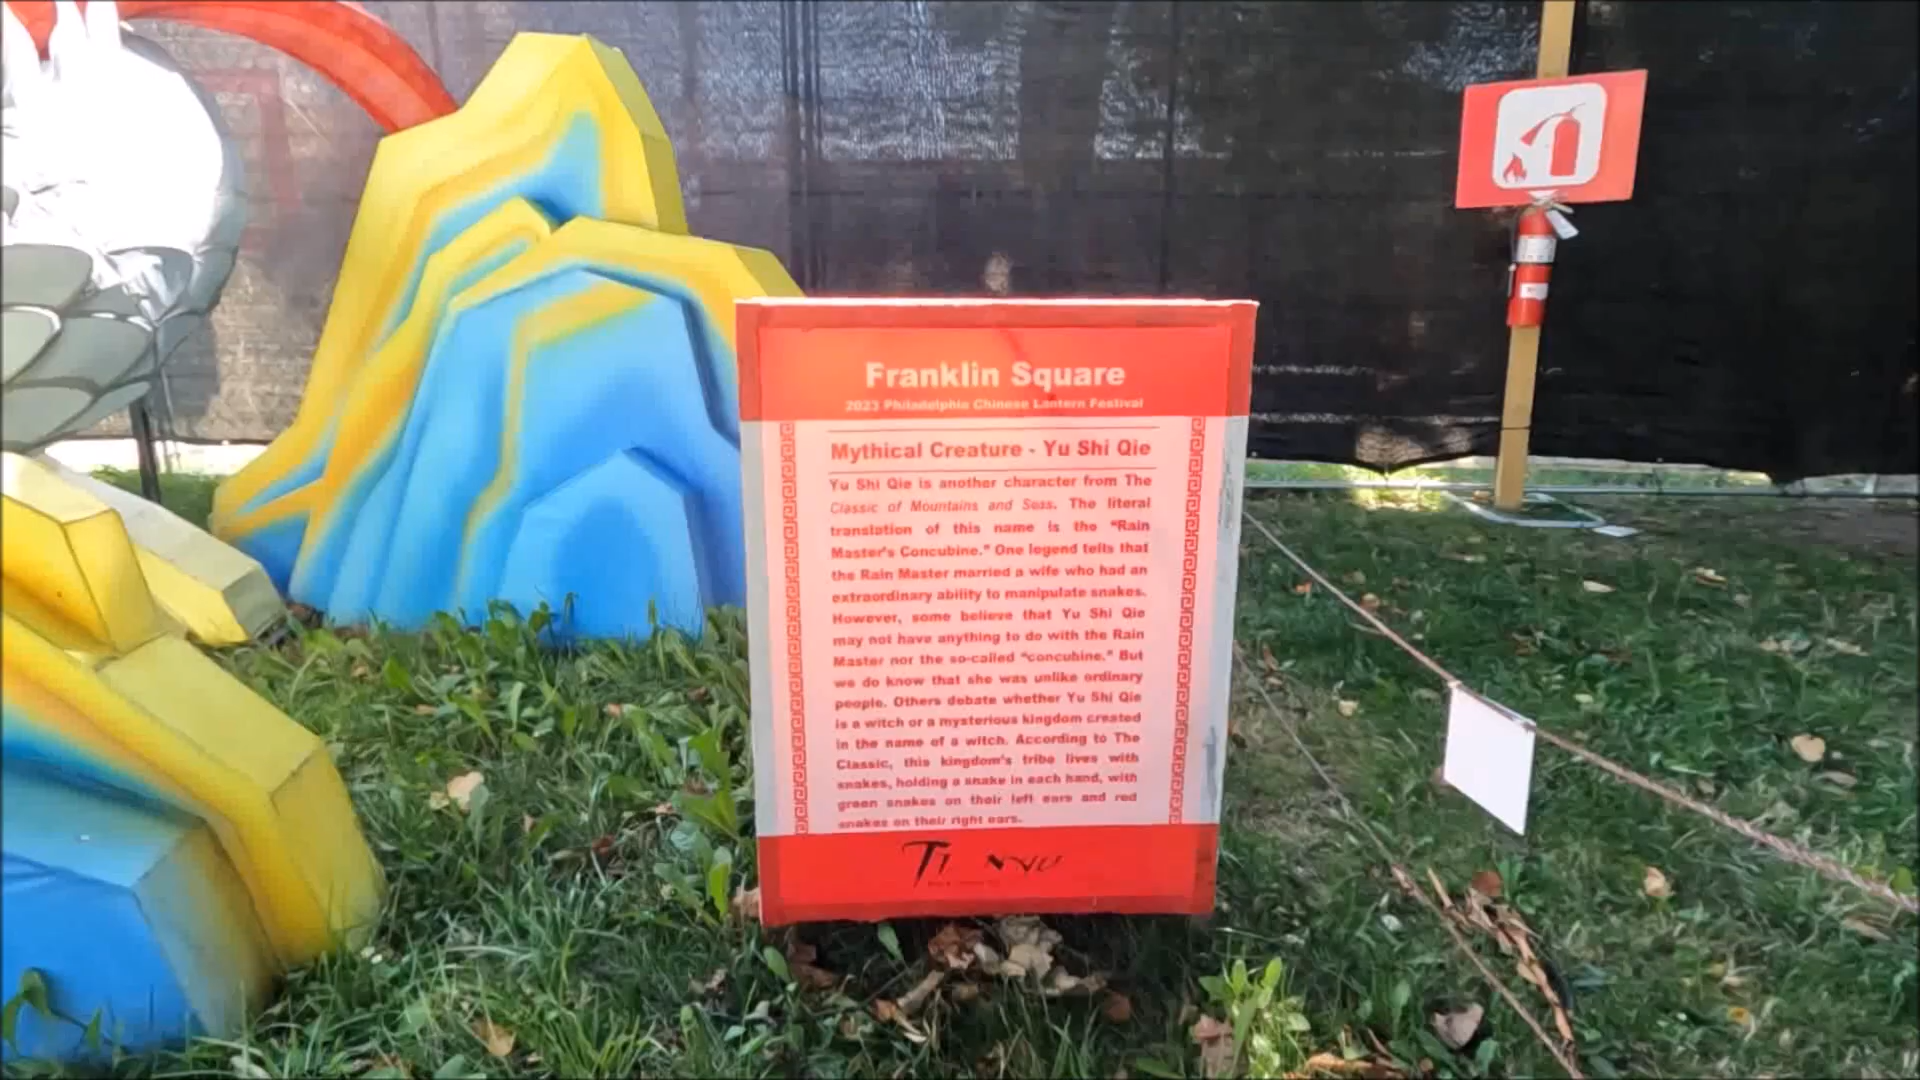 Franklin Square
2023 Philadelphia Chinese Lantern Festival
Mythical Creature - Yu Shi Qie
Yu Shi Qie is another character from The
Classic of Mountains and Seas. The literal
translation of this name is the “Rain
Master’s Concubine.” One legend tells that
the Rain Master married a wife who had an
extraordinary ability to manipulate snakes.
However, some believe that Yu Shi Qie
may not have anything to do with the Rain
Master nor the so-called “concubine.” But
we do know that she was unlike ordinary
people. Others debate whether Yu Shi Qie
is a witch or a mysterious kingdom created
in the name of a witch. According to The
Classic, this kingdom’s tribe lives with
snakes, holding a snake in each hand, with
green snakes on their left ears and red
snakes on their right ears.